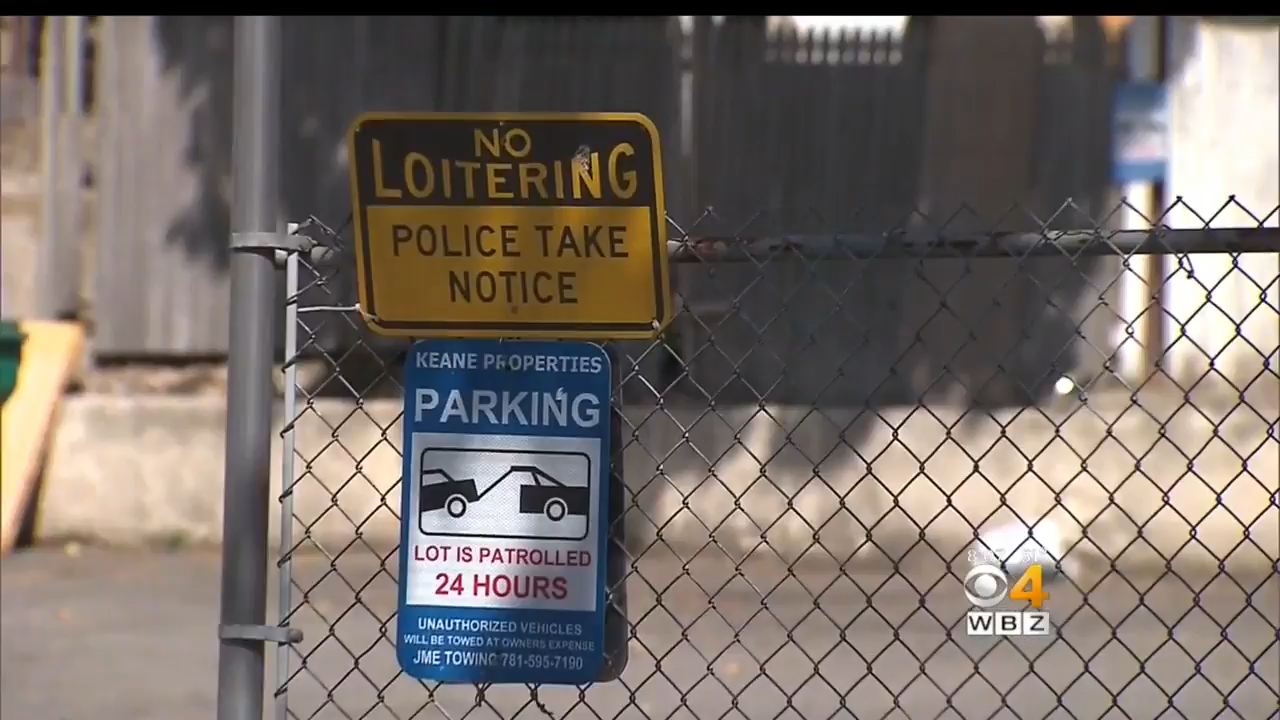 NO
LOITERING
POLICE TAKE
NOTICE
KEANE PROPERTIES
PARKING
LOT IS PATROLLED
24 HOURS
UNAUTHORIZED VEHICLES
WILL BE TOWED AT OWNERS EXPENSE
JME TOWING 781-595-7190
4
WBZ